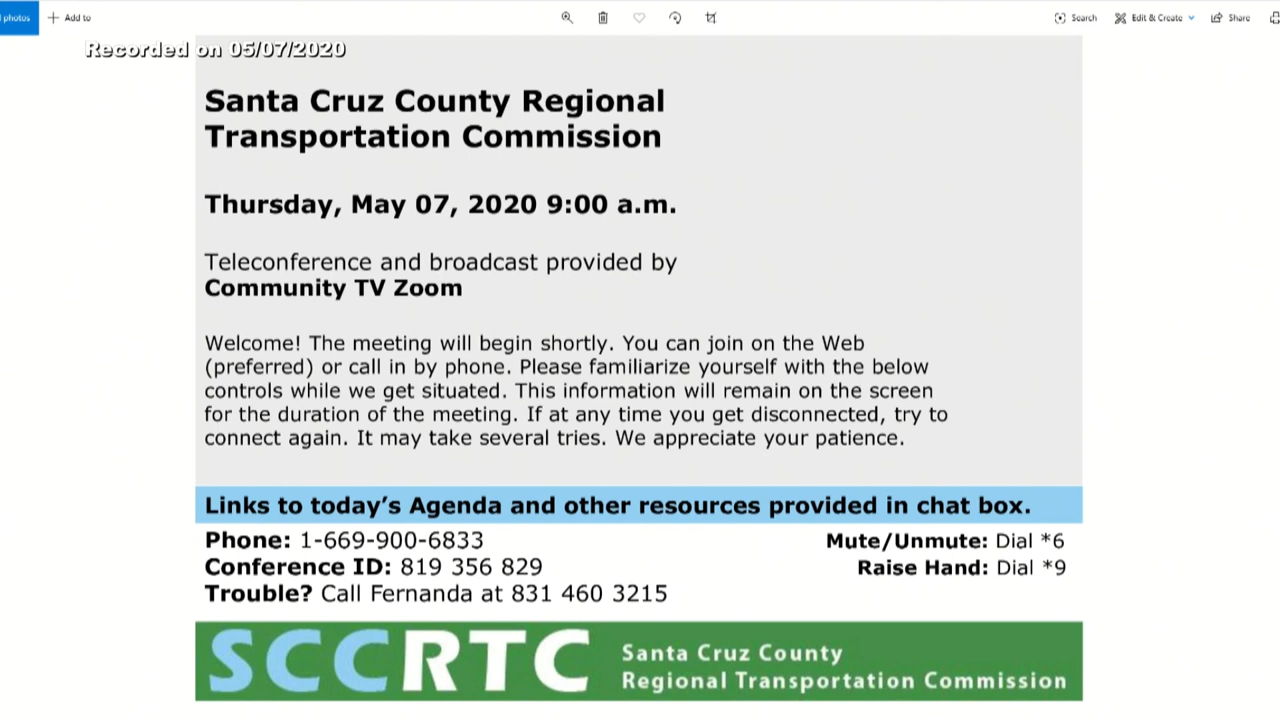 photos
Add to
Search
Edit & Create
Share
Recorded on 05/07/2020
Santa Cruz County Regional
Transportation Commission
Thursday, May 07, 2020 9:00 a.m.
Teleconference and broadcast provided by
Community TV Zoom
Welcome! The meeting will begin shortly. You can join on the Web
(preferred) or call in by phone. Please familiarize yourself with the below
controls while we get situated. This information will remain on the screen
for the duration of the meeting. If at any time you get disconnected, try to
connect again. It may take several tries. We appreciate your patience.
Links to today's Agenda and other resources provided in chat box.
Phone: 1-669-900-6833
Mute/Unmute: Dial *6
Conference ID: 819 356 829
Raise Hand: Dial *9
Trouble? Call Fernanda at 831 460 3215
SCCRTC
Santa Cruz County
Regional Transportation Commission